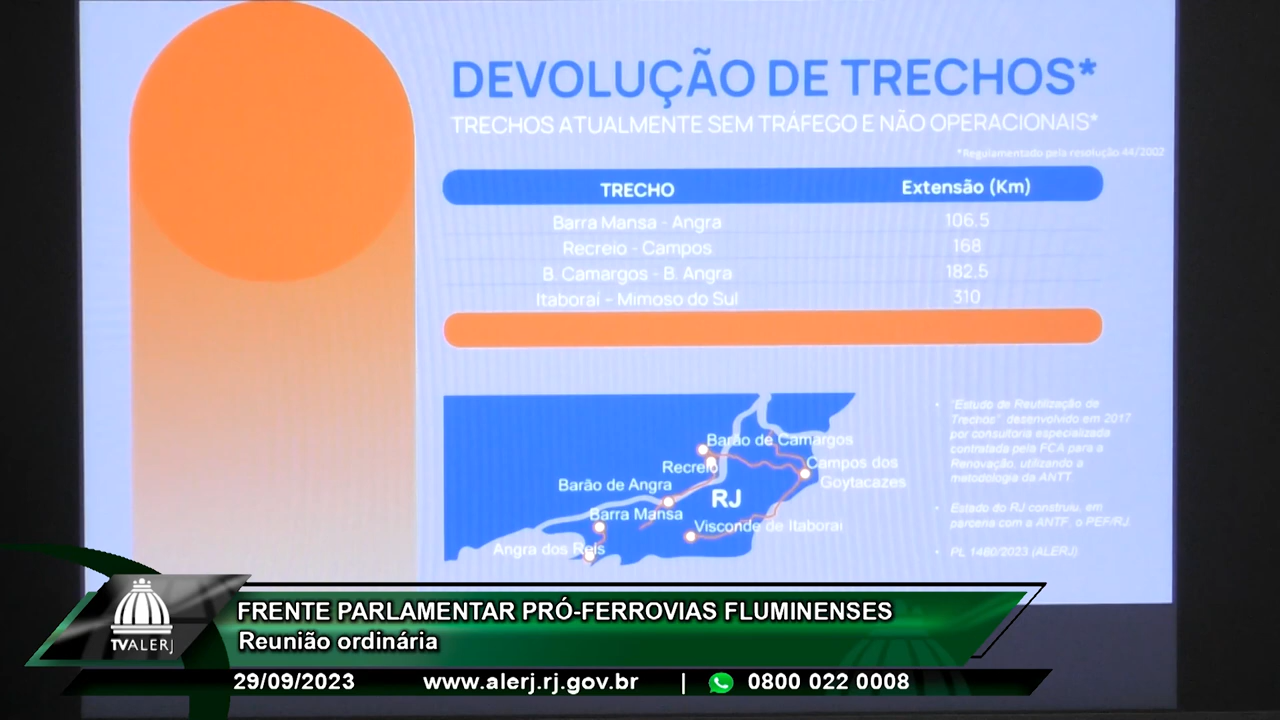 DEVOLUÇÃO DE TRECHOS*
TRECHOS ATUALMENTE SEM TRÁFEGO E NÃO OPERACIONAIS*
*Regulamentado pela resolução 44/2002
TRECHO Extensão (Km)
Barra Mansa - Angra 106.5
Recreio - Campos 168
B. Camargos - B. Angra 182.5
Itaboraí - Mimoso do Sul 310
Barão de Camargos
Recreio
Campos dos
Goytacazes
Barão de Angra
RJ
Barra Mansa
Visconde de Itaboraí
Angra dos Reis
• "Estudo de Reutilização de
Trechos" desenvolvido em 2017
por consultoria especializada
contratada pela FCA para a
Renovação, utilizando a
metodologia da ANTT
• Estado do RJ construiu, em
parceria com a ANTF, o PEF/RJ.
• PL 1480/2023 (ALERJ)
TVALERJ
FRENTE PARLAMENTAR PRÓ-FERROVIAS FLUMINENSES
Reunião ordinária
29/09/2023 www.alerj.rj.gov.br | 0800 022 0008